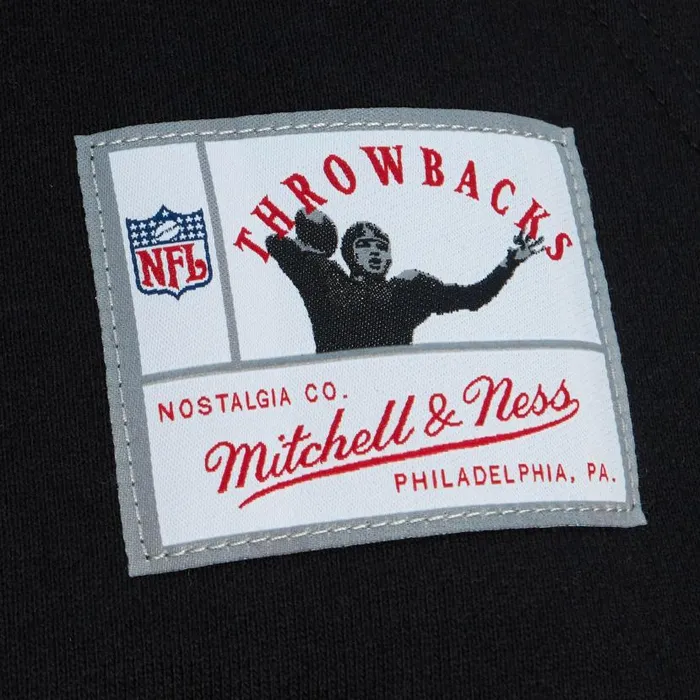 THROWBACKS
NFL
NOSTALGIA CO.
Mitchell & Ness
PHILADELPHIA, PA.